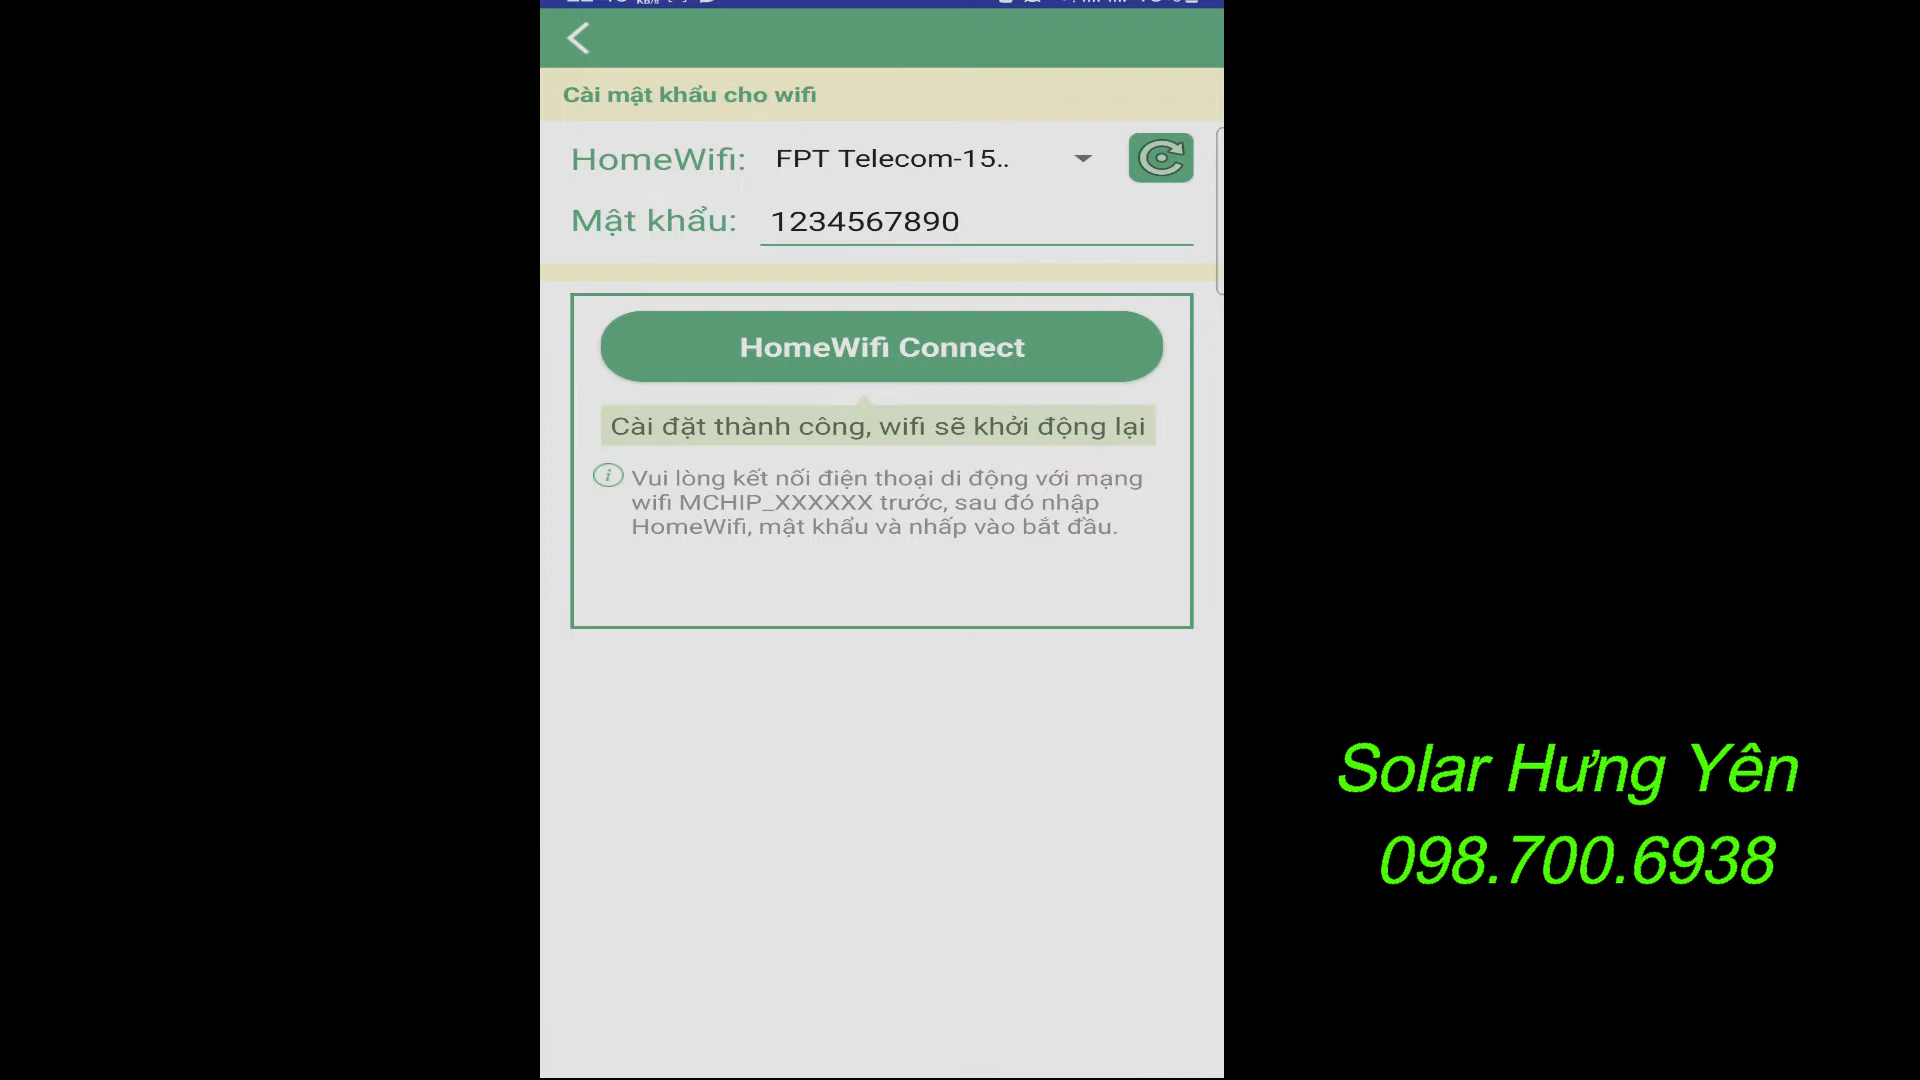 Cài mật khẩu cho wifi
HomeWifi: FPT Telecom-15..
Mật khẩu: 1234567890
HomeWifi Connect
Cài đặt thành công, wifi sẽ khởi động lại
Vui lòng kết nối điện thoại di động với mạng
wifi MCHIP_XXXXXX trước, sau đó nhập
HomeWifi, mật khẩu và nhấp vào bắt đầu.
Solar Hưng Yên
098.700.6938